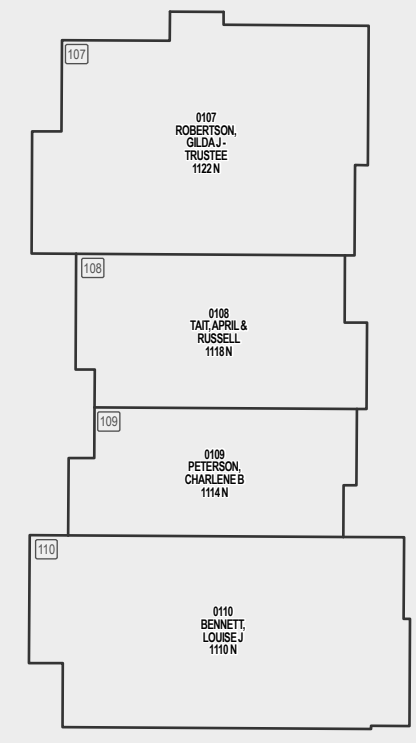 107
0107
ROBERTSON,
GILDA J -
TRUSTEE
1122 N
108
0108
TAIT, APRIL &
RUSSELL
1118 N
109
0109
PETERSON,
CHARLENE B
1114 N
110
0110
BENNETT,
LOUISE J
1110 N